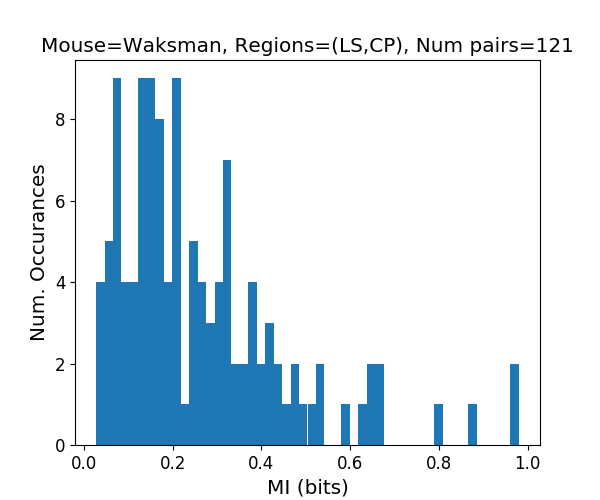 Mouse=Waksman, Regions=(LS,CP), Num pairs=121
Num. Occurances
8
6
4
2
0
0.0 0.2 0.4 0.6 0.8 1.0
MI (bits)